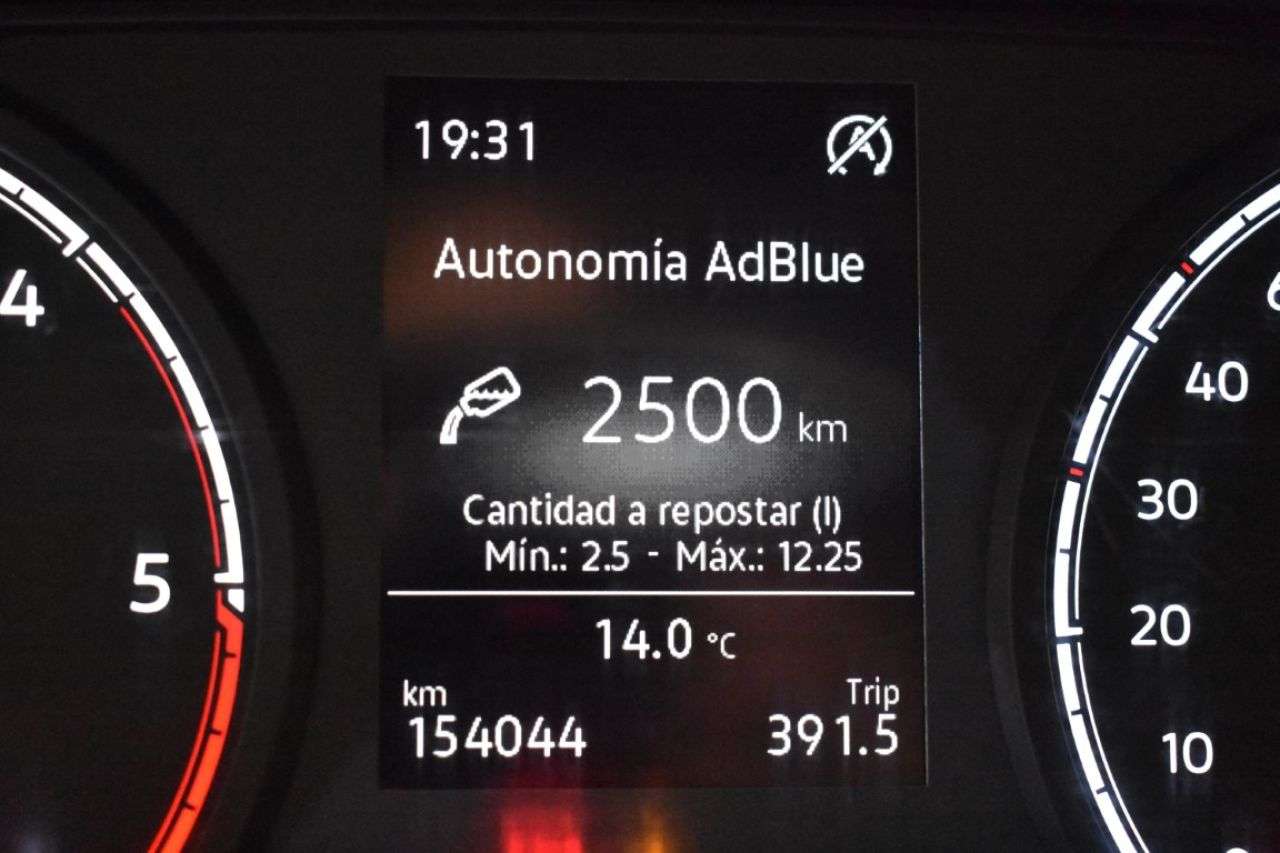 19:31
Autonomía AdBlue
2500 km
Cantidad a repostar (l)
Mín.: 2.5 - Máx.: 12.25
14.0 °C
km
Trip
154044
391.5
4
5
40
30
20
10